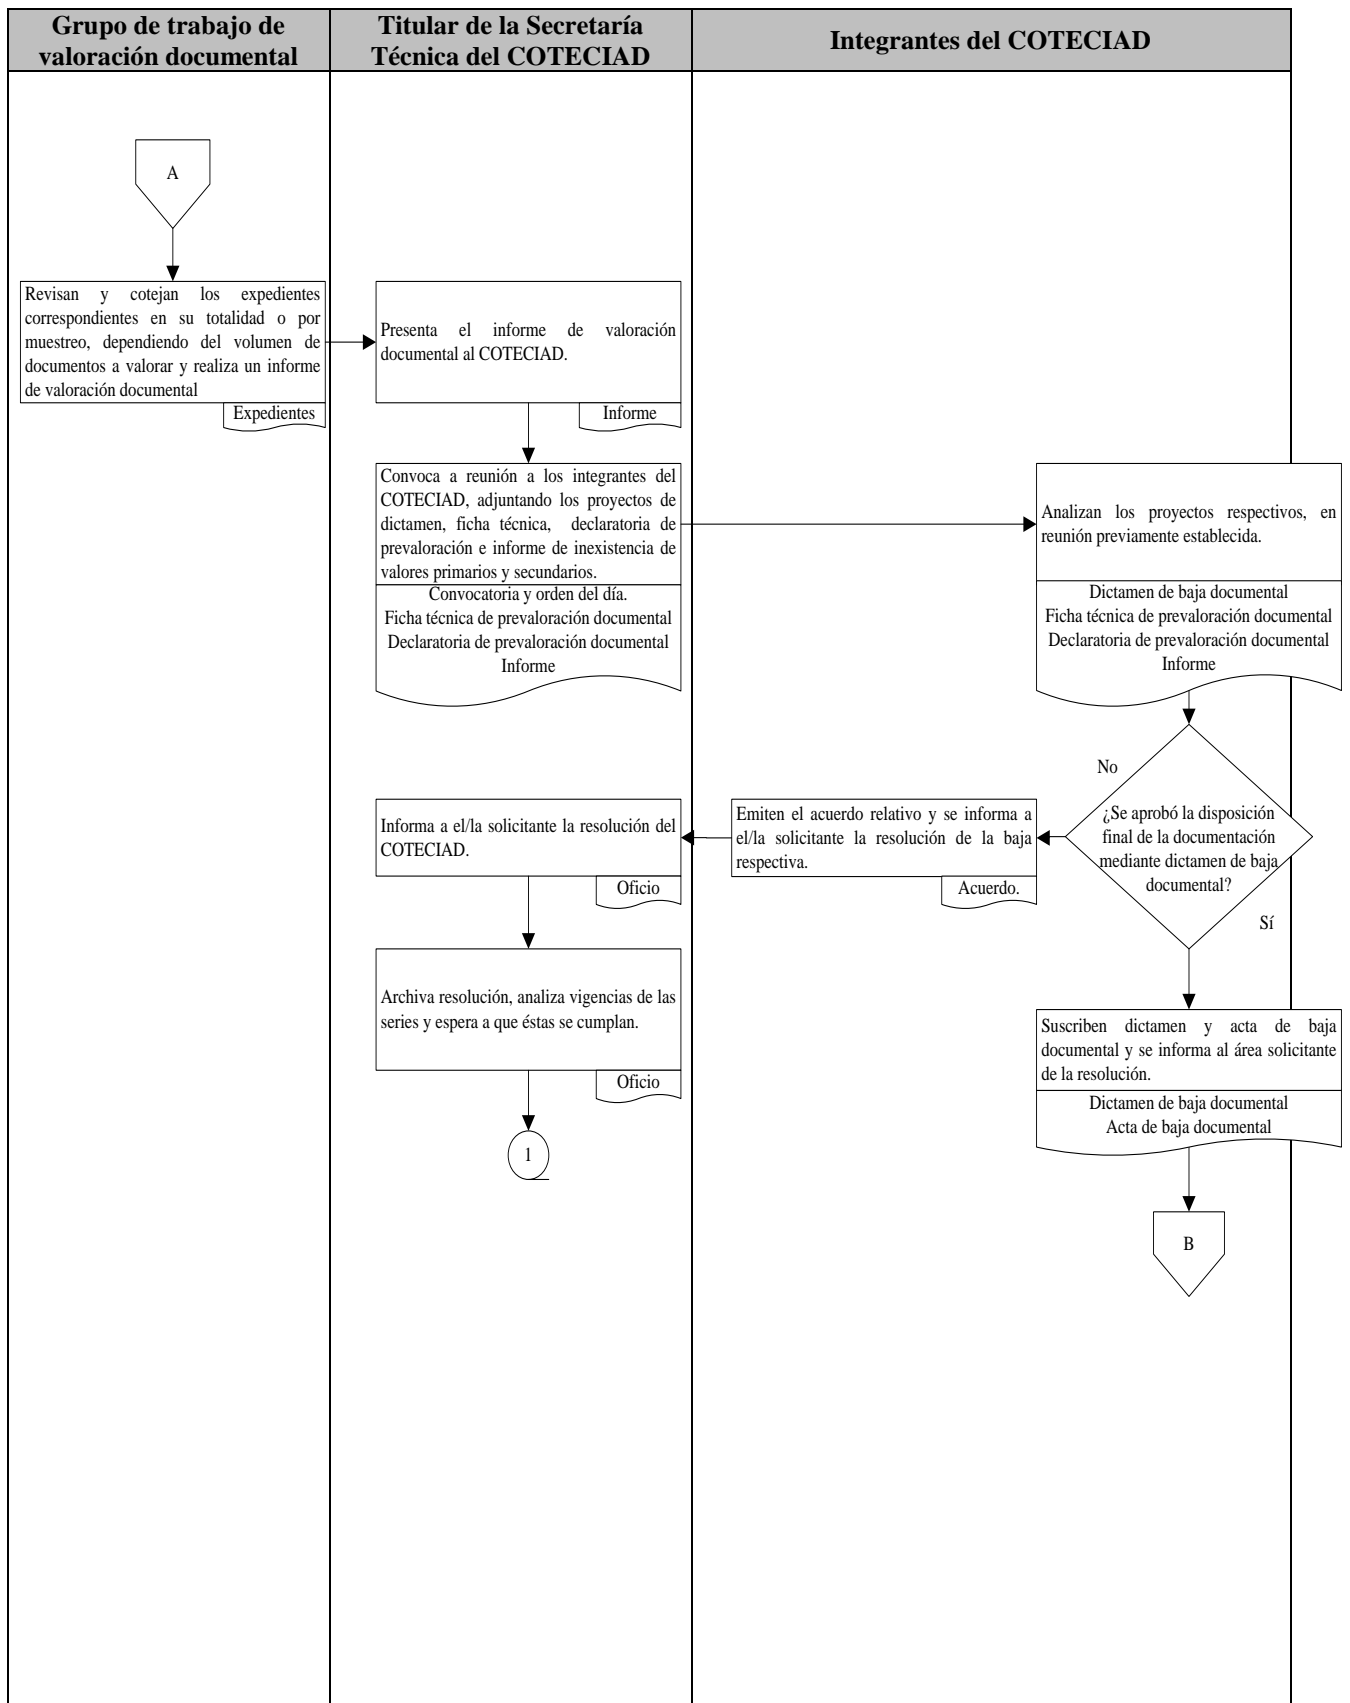 Grupo de trabajo de
valoración documental
Titular de la Secretaría
Técnica del COTECIAD
Integrantes del COTECIAD
A
Revisan y cotejan los expedientes
correspondientes en su totalidad o por
muestreo, dependiendo del volumen de
documentos a valorar y realiza un informe
de valoración documental
Expedientes
Presenta el informe de valoración
documental al COTECIAD.
Informe
Convoca a reunión a los integrantes del
COTECIAD, adjuntando los proyectos de
dictamen, ficha técnica, declaratoria de
prevaloración e informe de inexistencia de
valores primarios y secundarios.
Convocatoria y orden del día.
Ficha técnica de prevaloración documental
Declaratoria de prevaloración documental
Informe
Analizan los proyectos respectivos, en
reunión previamente establecida.
Dictamen de baja documental
Ficha técnica de prevaloración documental
Declaratoria de prevaloración documental
Informe
No
¿Se aprobó la disposición
final de la documentación
mediante dictamen de baja
documental?
Sí
Emiten el acuerdo relativo y se informa a
el/la solicitante la resolución de la baja
respectiva.
Acuerdo.
Informa a el/la solicitante la resolución del
COTECIAD.
Oficio
Archiva resolución, analiza vigencias de las
series y espera a que éstas se cumplan.
Oficio
1
Suscriben dictamen y acta de baja
documental y se informa al área solicitante
de la resolución.
Dictamen de baja documental
Acta de baja documental
B